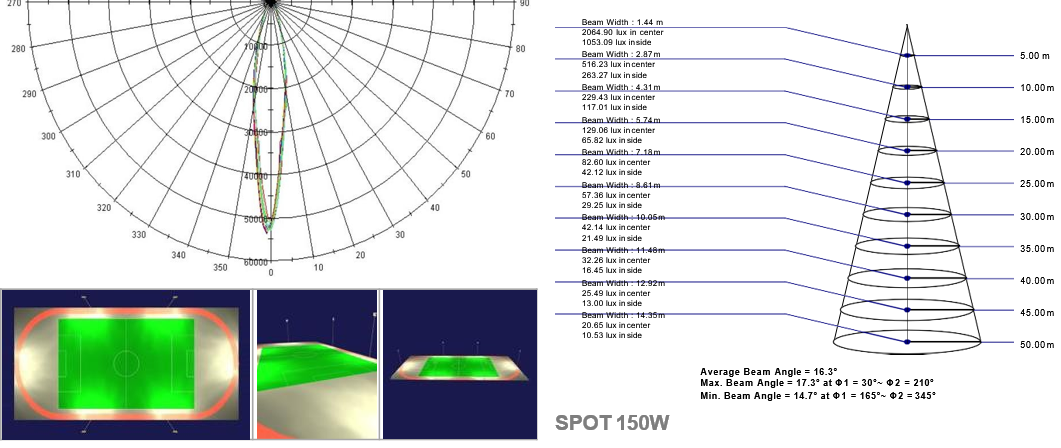 270
90
280
10000
80
290
20000
70
300
30000
60
310
40000
50
320
50000
40
330
340
350
60000
0
10
20
30
Beam Width : 1.44 m
2064.90 lux in center
1053.09 lux in side
Beam Width : 2.87 m
516.23 lux in center
263.27 lux in side
Beam Width : 4.31 m
229.43 lux in center
117.01 lux in side
Beam Width : 5.74 m
129.06 lux in center
65.82 lux in side
Beam Width : 7.18 m
82.60 lux in center
42.12 lux in side
Beam Width : 8.61 m
57.36 lux in center
29.25 lux in side
Beam Width : 10.05 m
42.14 lux in center
21.49 lux in side
Beam Width : 11.48 m
32.26 lux in center
16.45 lux in side
Beam Width : 12.92 m
25.49 lux in center
13.00 lux in side
Beam Width : 14.35 m
20.65 lux in center
10.53 lux in side
5.00 m
10.00 m
15.00 m
20.00 m
25.00 m
30.00 m
35.00 m
40.00 m
45.00 m
50.00 m
Average Beam Angle = 16.3°
Max. Beam Angle = 17.3° at Φ1 = 30°~ Φ2 = 210°
Min. Beam Angle = 14.7° at Φ1 = 165°~ Φ2 = 345°
SPOT 150W